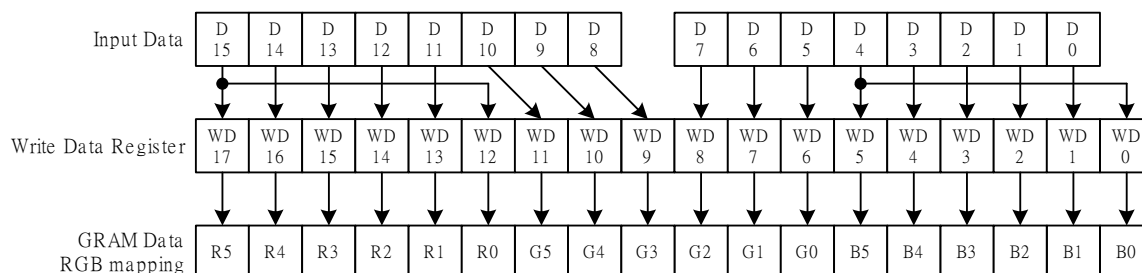 Input Data D 15 D 14 D 13 D 12 D 11 D 10 D 9 D 8 D 7 D 6 D 5 D 4 D 3 D 2 D 1 D 0
Write Data Register WD 17 WD 16 WD 15 WD 14 WD 13 WD 12 WD 11 WD 10 WD 9 WD 8 WD 7 WD 6 WD 5 WD 4 WD 3 WD 2 WD 1 WD 0
GRAM Data
RGB mapping R5 R4 R3 R2 R1 R0 G5 G4 G3 G2 G1 G0 B5 B4 B3 B2 B1 B0